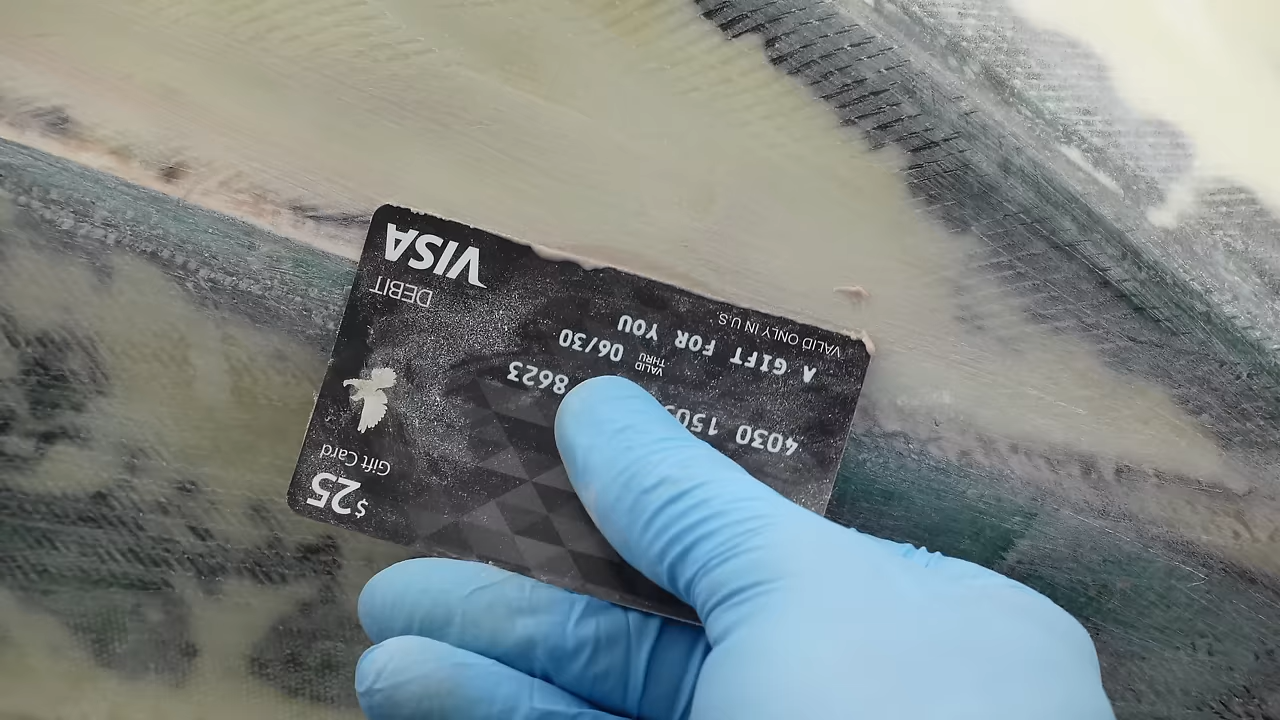 $25
Gift Card
4030 150
8623
VALID THRU 06/30
A GIFT FOR YOU
VALID ONLY IN U.S.
DEBIT
VISA